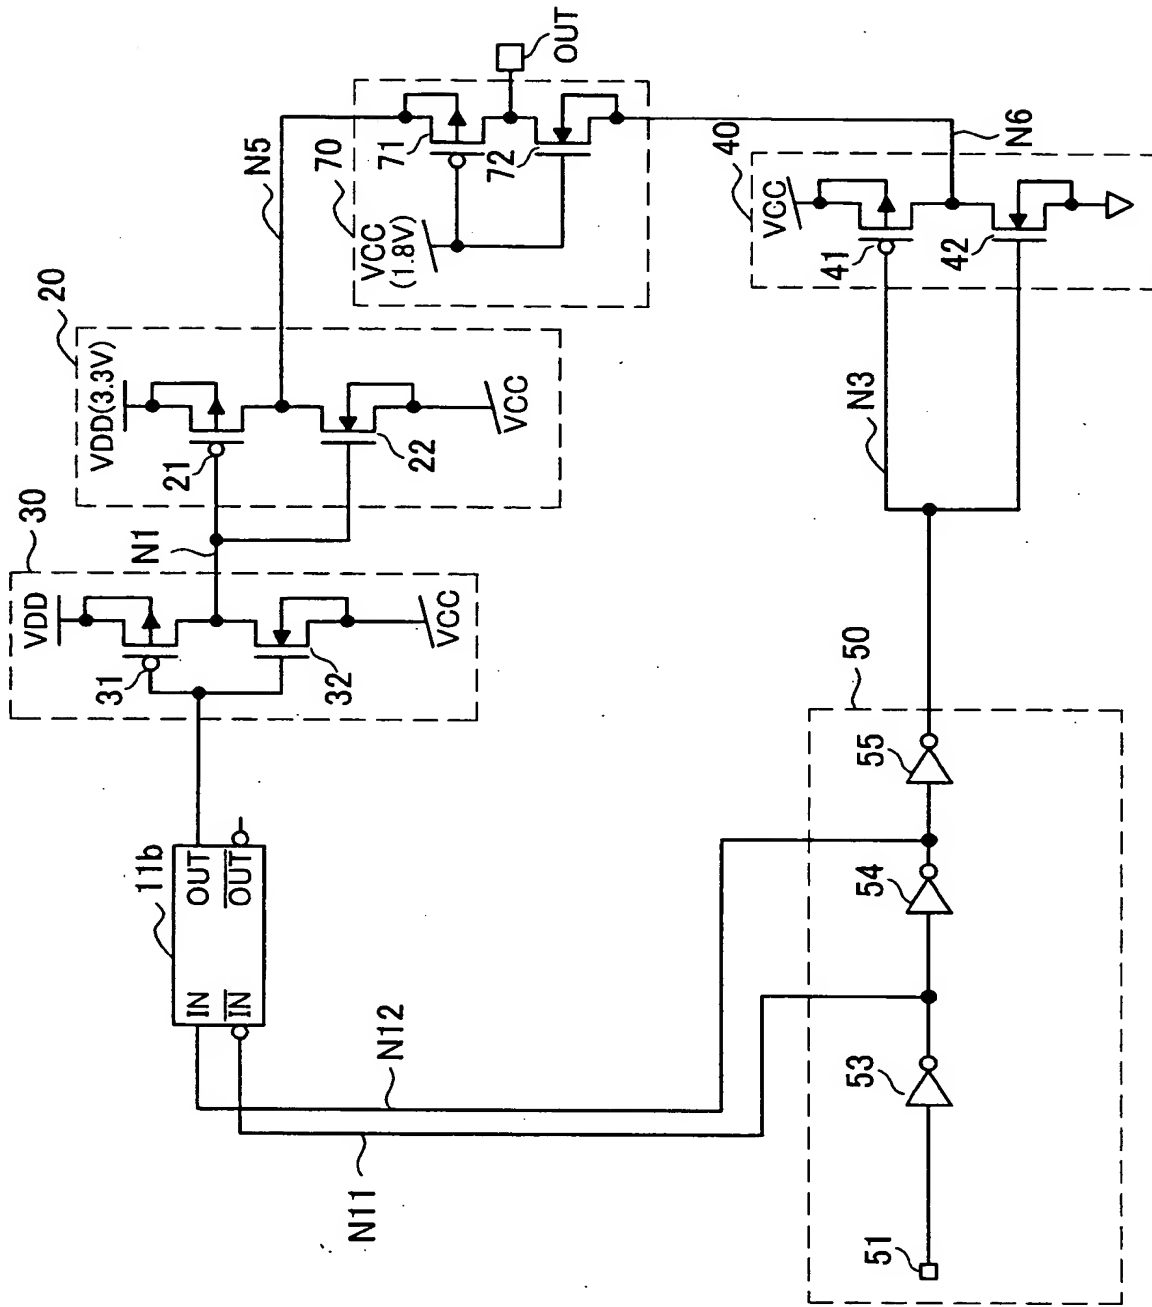 OUT
N5
70
71
72
VCC
(1.8V)
40
N6
VCC
41
42
20
VDD(3.3V)
21
22
VCC
N3
30
N1
VDD
31
32
VCC
50
55
54
53
51
11b
OUT
OUT
IN
IN
N12
N11